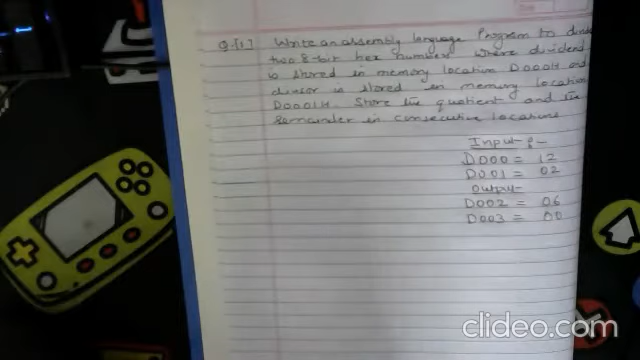 Q.[1] Write an assembly language Program to divide
two 8-bit hex numbers where dividend
is stored in memory location D000H and
divisor is stored in memory location
D0001H. Store the quotient and the
Remainder in consecutive locations
Input :-
D000 = 12
D001 = 02
Output-
D002 = 06
D003 = 00
clideo.com